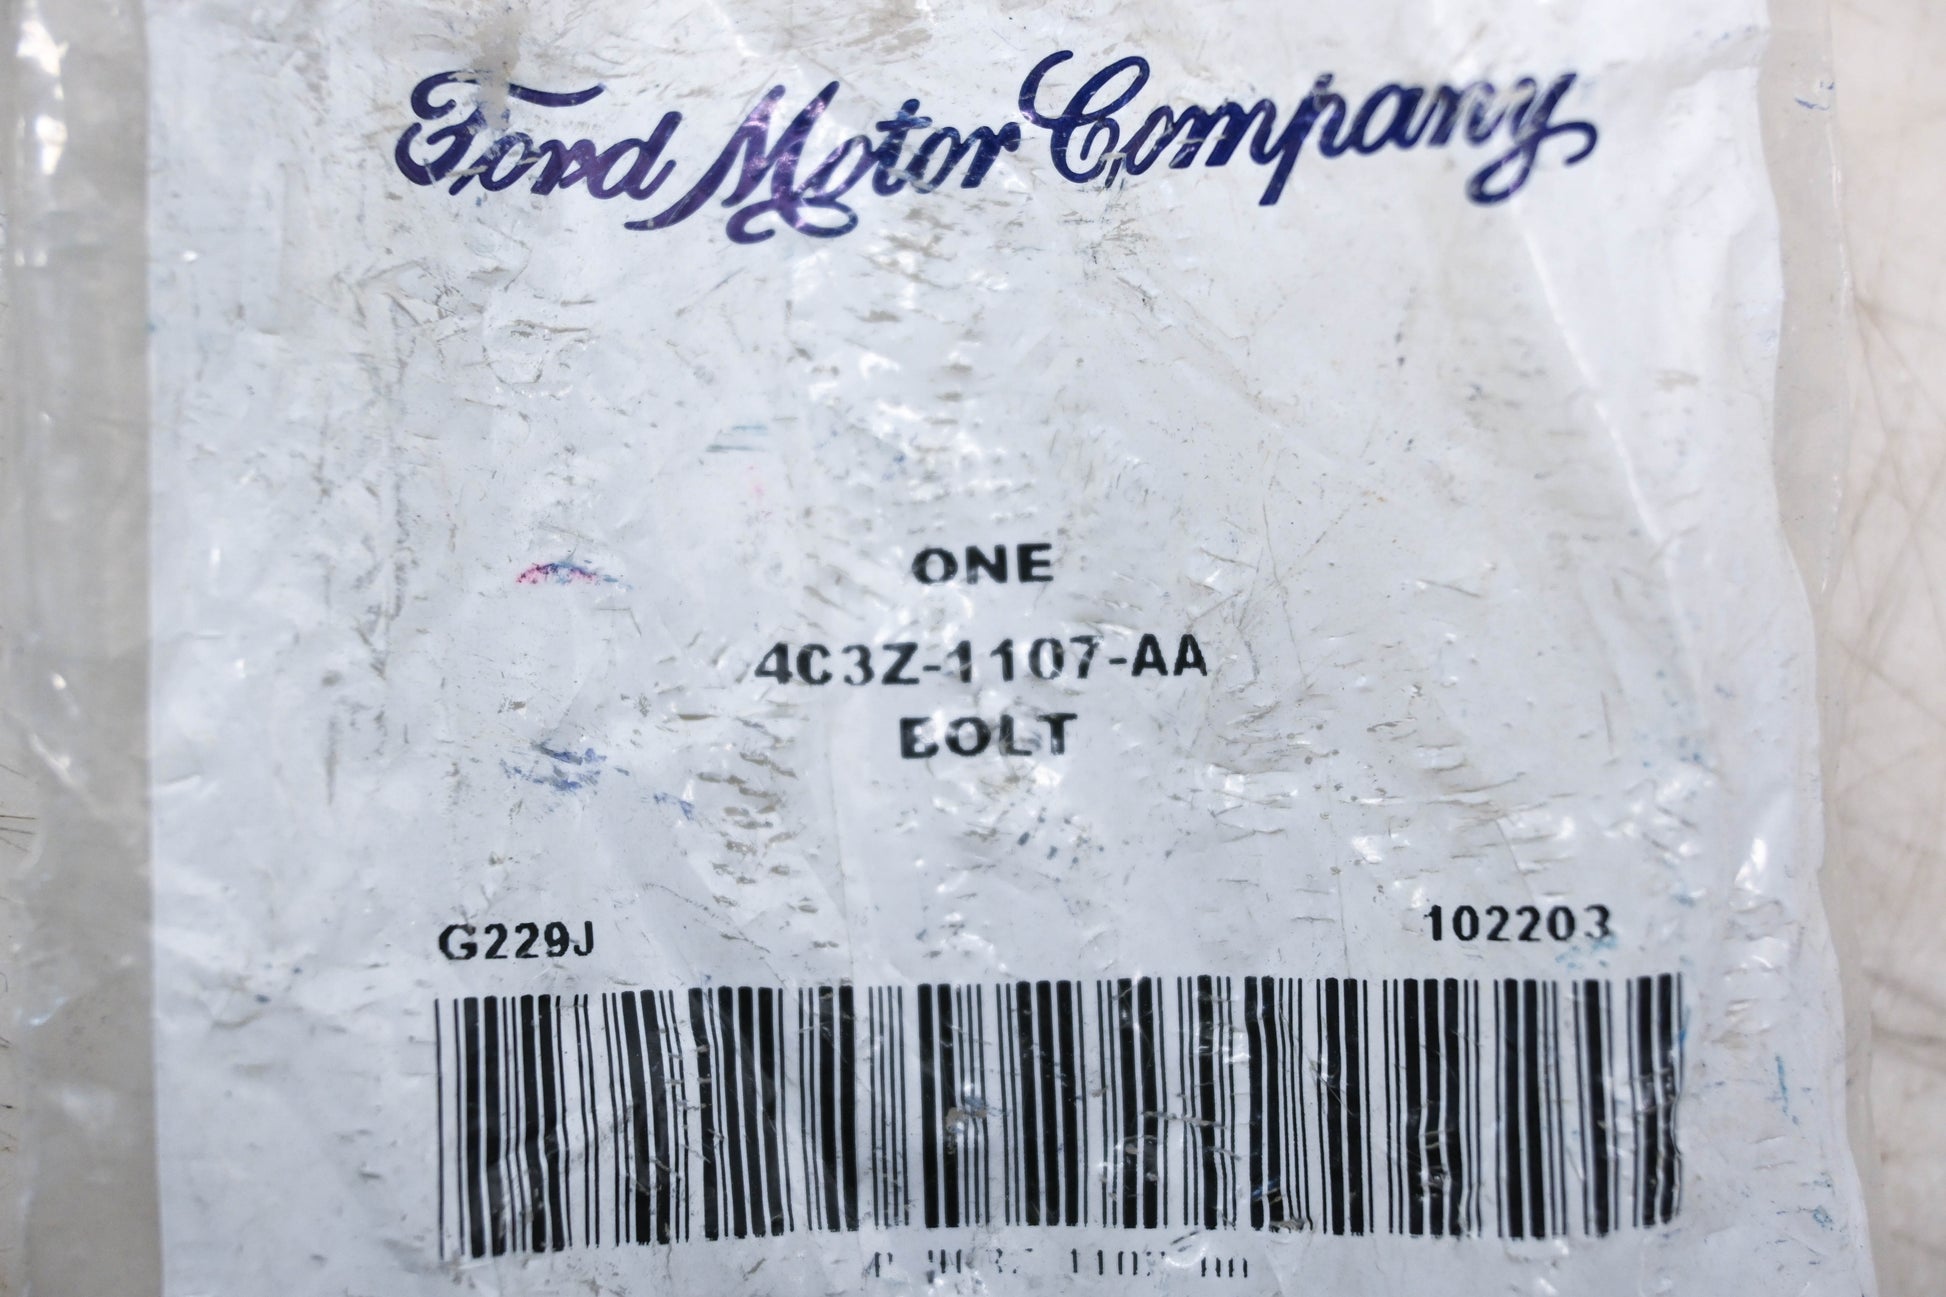 Ford Motor Company
ONE
4C3Z-1107-AA
BOLT
G229J 102203